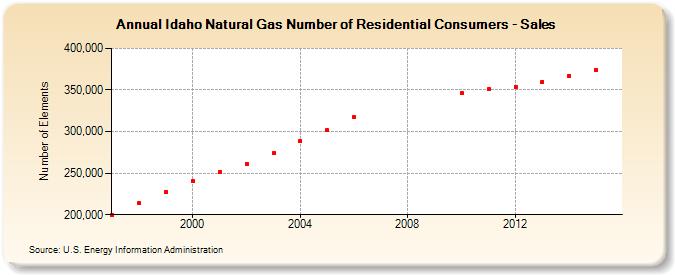 Annual Idaho Natural Gas Number of Residential Consumers - Sales
Number of Elements
400,000
350,000
300,000
250,000
200,000
2000 2004 2008 2012
Source: U.S. Energy Information Administration